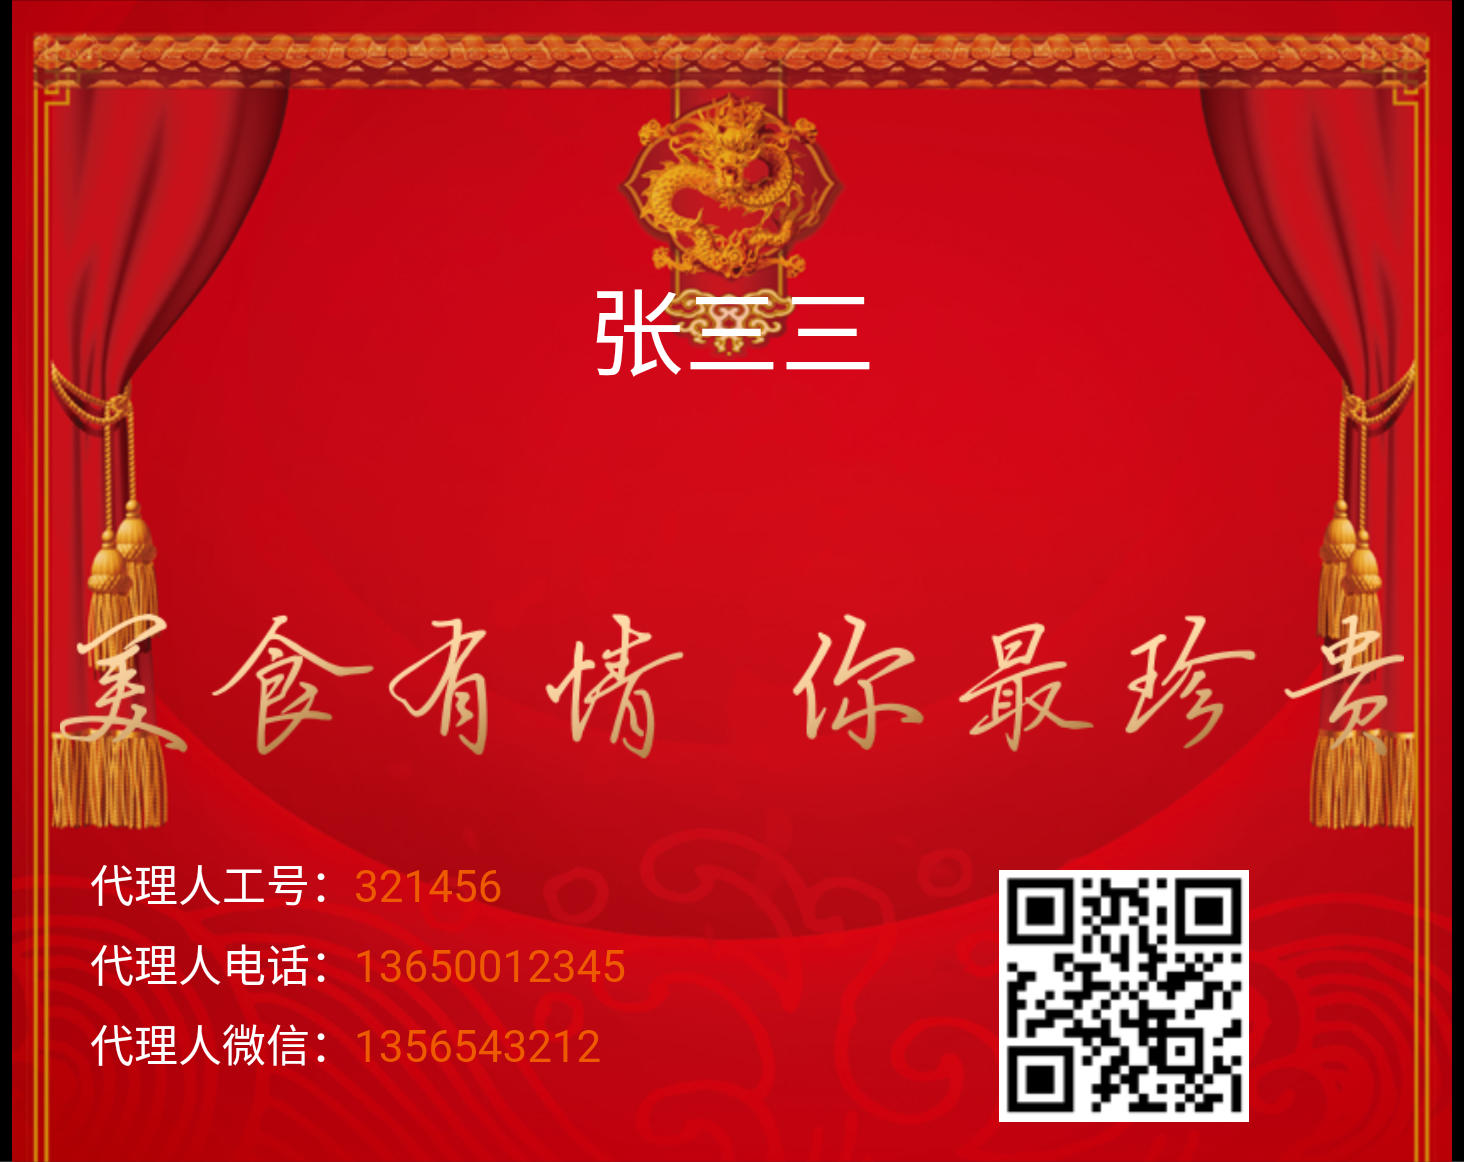 张三三
美食有情 你最珍贵
代理人工号：321456
代理人电话：13650012345
代理人微信：1356543212